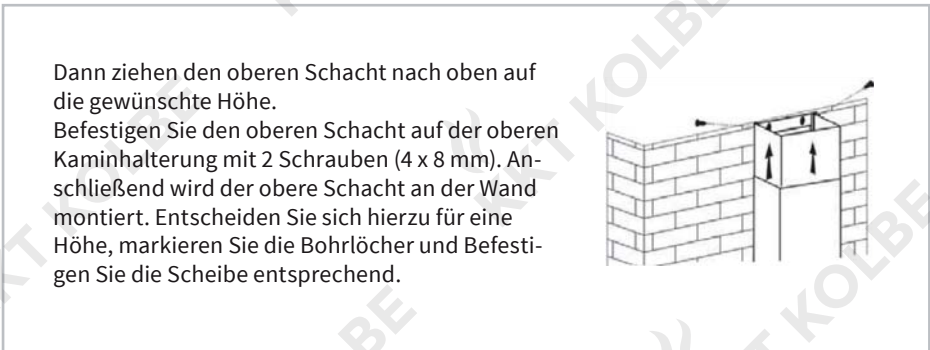 Dann ziehen den oberen Schacht nach oben auf
die gewünschte Höhe.
Befestigen Sie den oberen Schacht auf der oberen
Kaminhalterung mit 2 Schrauben (4 x 8 mm). An-
schließend wird der obere Schacht an der Wand
montiert. Entscheiden Sie sich hierzu für eine
Höhe, markieren Sie die Bohrlöcher und Befesti-
gen Sie die Scheibe entsprechend.
KKT KOLBE